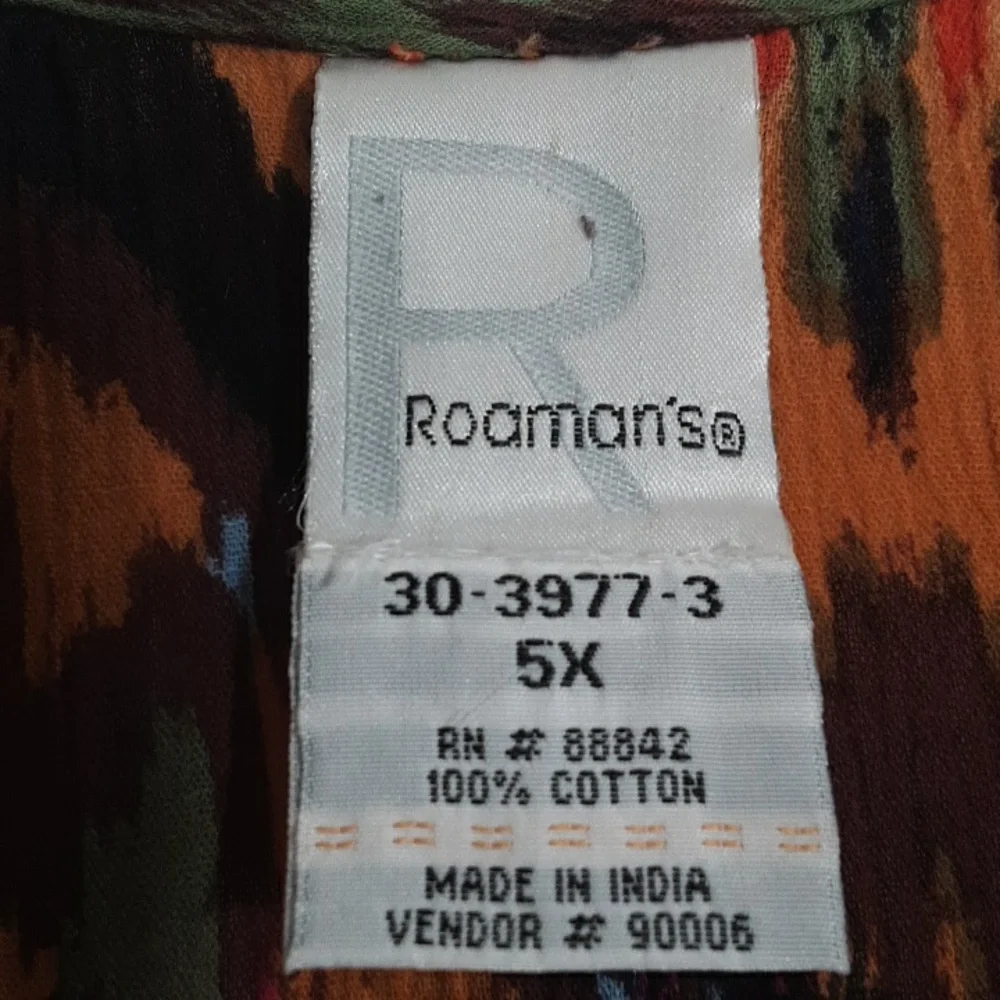 R
Roaman's®
30-3977-3
5X
RN # 88842
100% COTTON
MADE IN INDIA
VENDOR # 90006